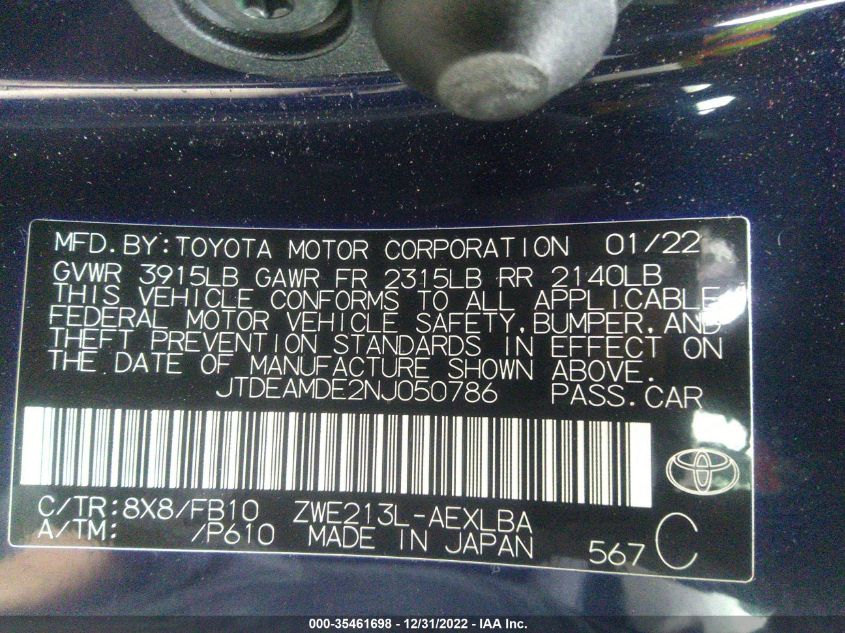 MFD.BY:TOYOTA MOTOR CORPORATION 01/22
GVWR 3915LB GAWR FR 2315LB RR 2140LB
THIS VEHICLE CONFORMS TO ALL APPLICABLE
FEDERAL MOTOR VEHICLE SAFETY,BUMPER,AND
THEFT PREVENTION STANDARDS IN EFFECT ON
THE DATE OF MANUFACTURE SHOWN ABOVE.
JTDEAMDE2NJ050786 PASS.CAR
C/TR:8X8/FB10 ZWE213L-AEXLBA
A/TM: /P610 MADE IN JAPAN 567 C
000-35461698 - 12/31/2022 - IAA Inc.